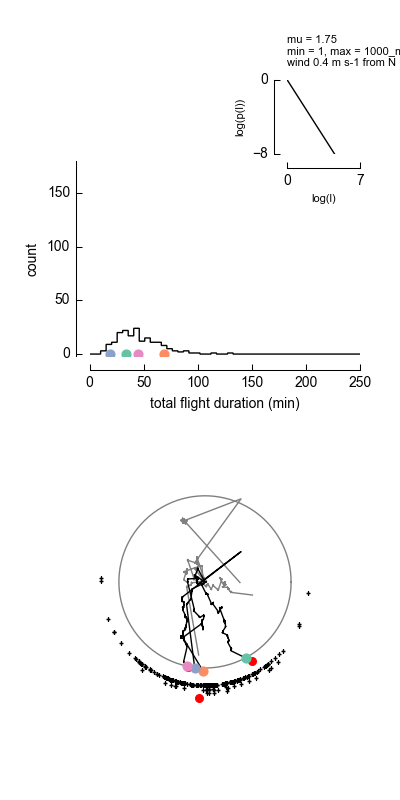 mu = 1.75
min = 1, max = 1000_m
wind 0.4 m s-1 from N
0
log(p(l))
−8
0
7
log(l)
150
100
count
50
0
0
50
100
150
200
250
total flight duration (min)